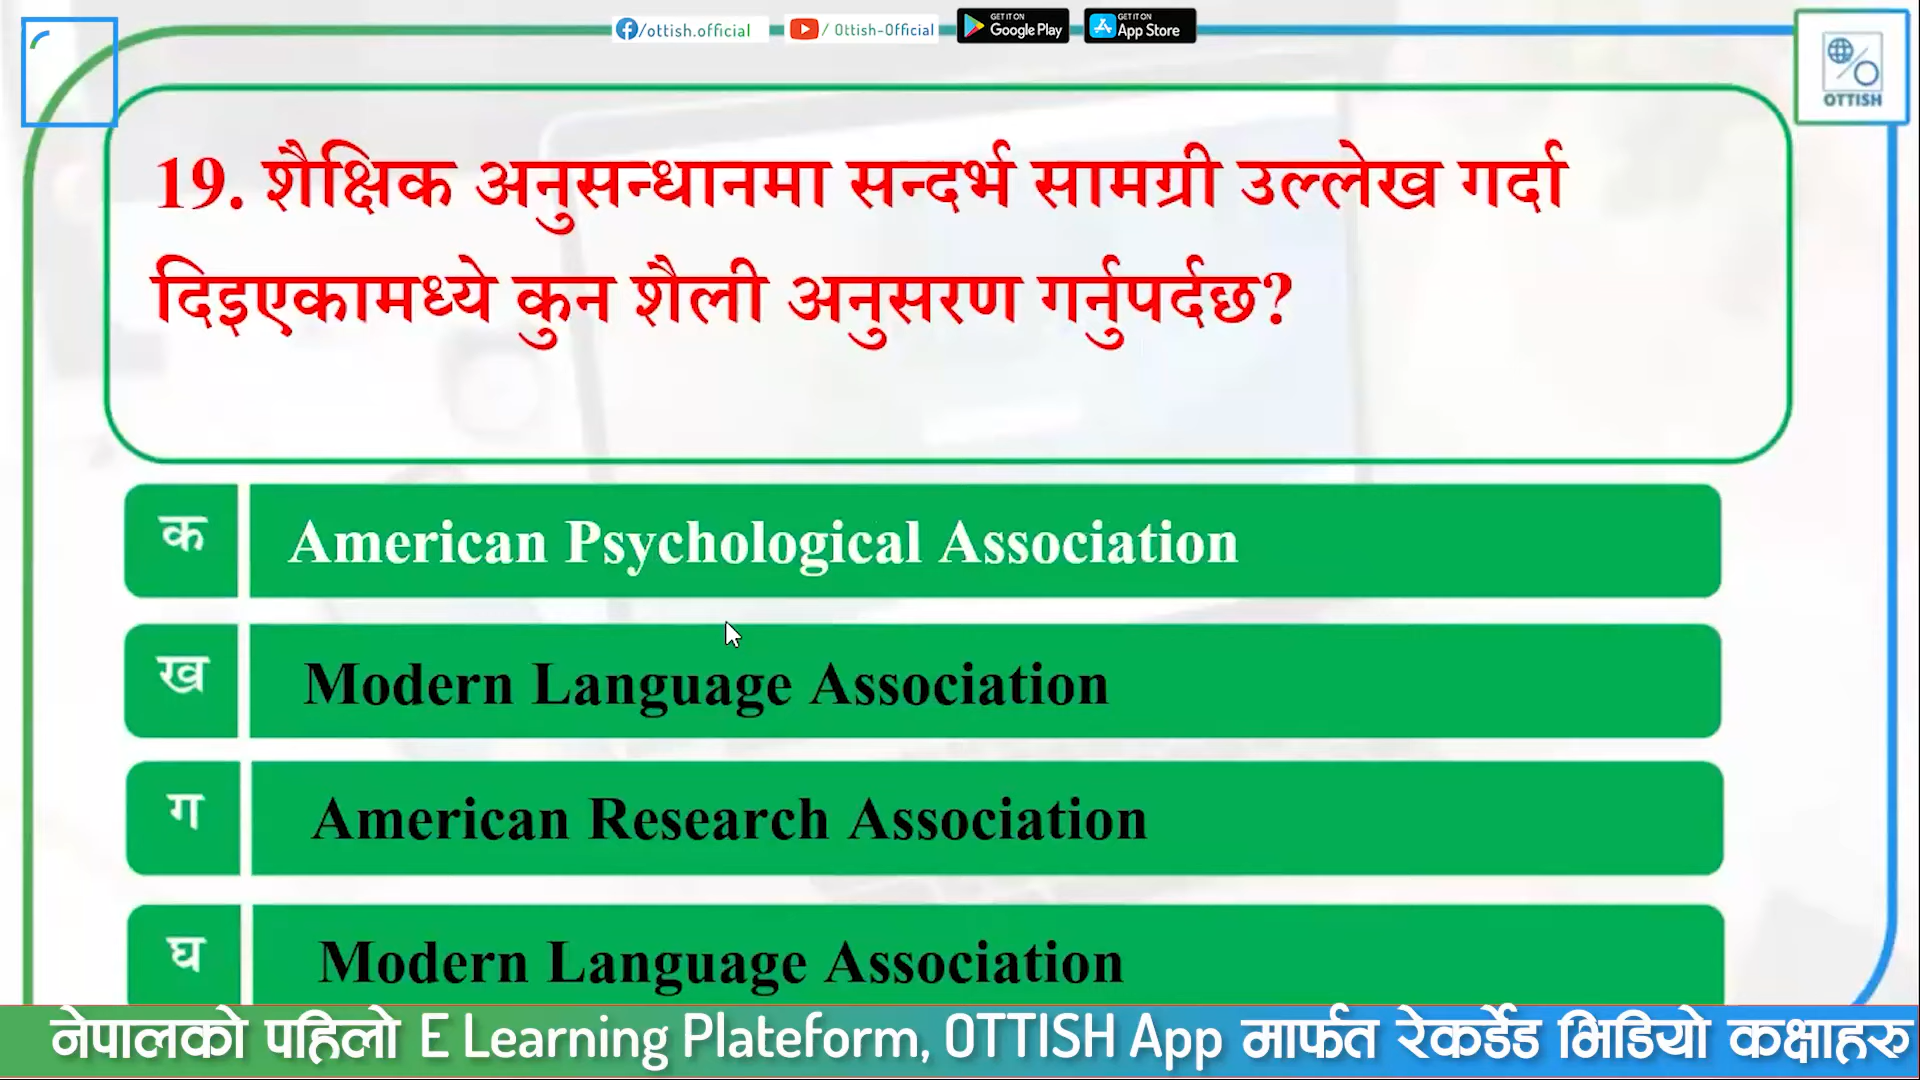 /ottish.official
/ Ottish-Official
GET IT ON
Google Play
GET IT ON
App Store
OTTISH
19. शैक्षिक अनुसन्धानमा सन्दर्भ सामग्री उल्लेख गर्दा
दिइएकामध्ये कुन शैली अनुसरण गर्नुपर्दछ?
क American Psychological Association
ख Modern Language Association
ग American Research Association
घ Modern Language Association
नेपालको पहिलो E Learning Plateform, OTTISH App मार्फत रेकर्डेड भिडियो कक्षाहरु